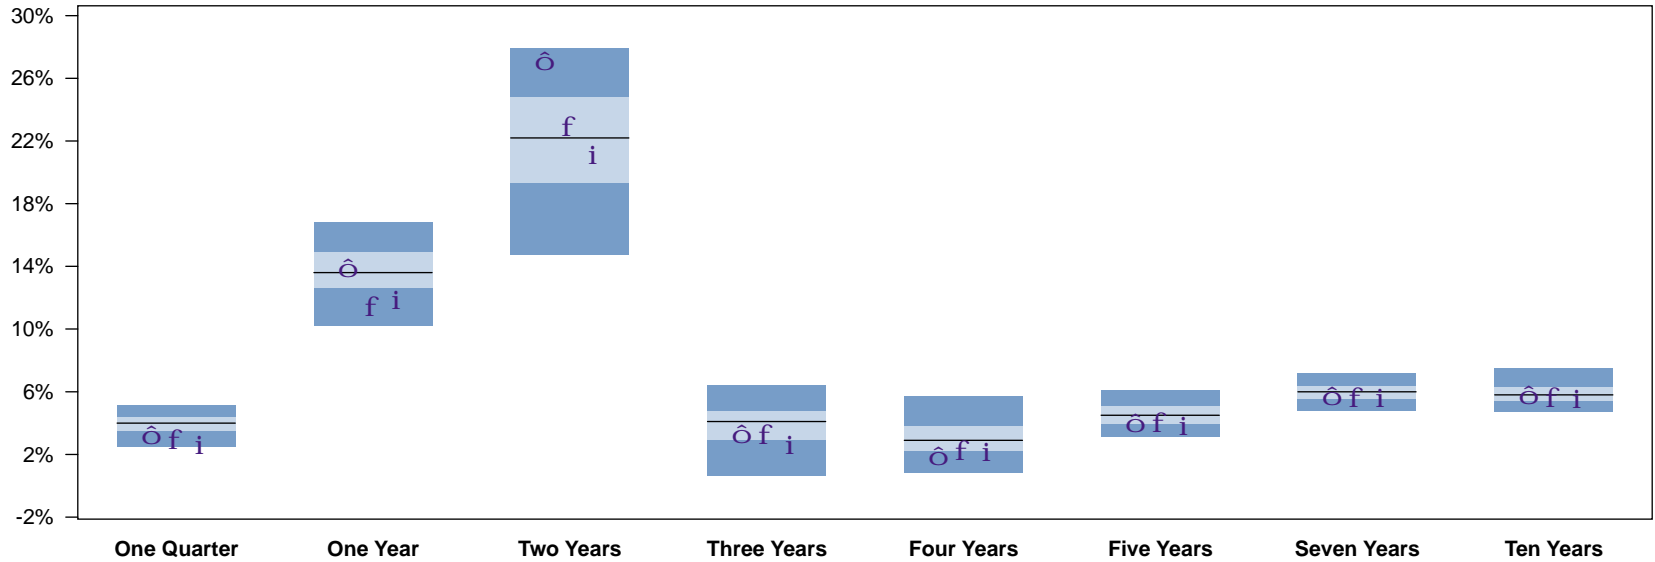 30%
26%
22%
18%
14%
10%
6%
2%
-2%
ô f i
ô f i
ô f i
ô f i
ô f i
ô f i
ô f i
ô f i
One Quarter One Year Two Years Three Years Four Years Five Years Seven Years Ten Years